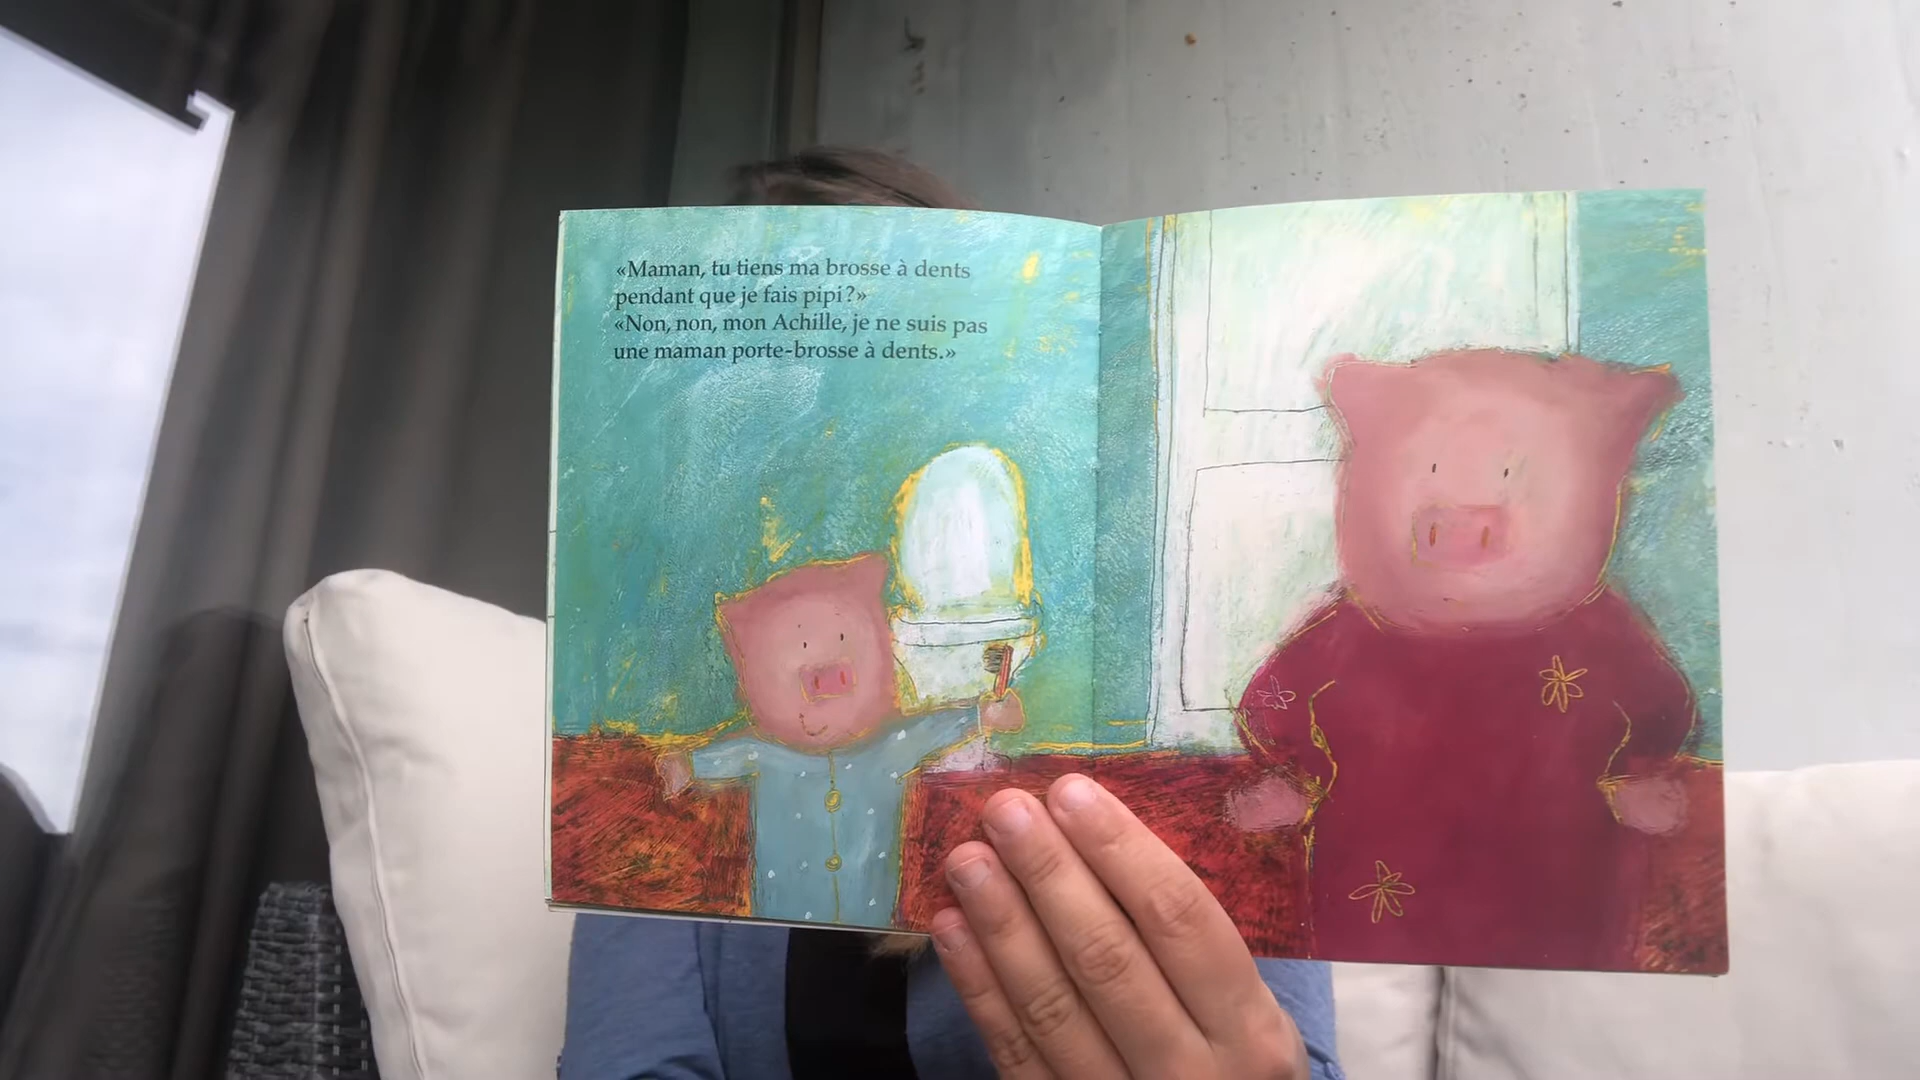 «Maman, tu tiens ma brosse à dents
pendant que je fais pipi?»
«Non, non, mon Achille, je ne suis pas
une maman porte-brosse à dents.»